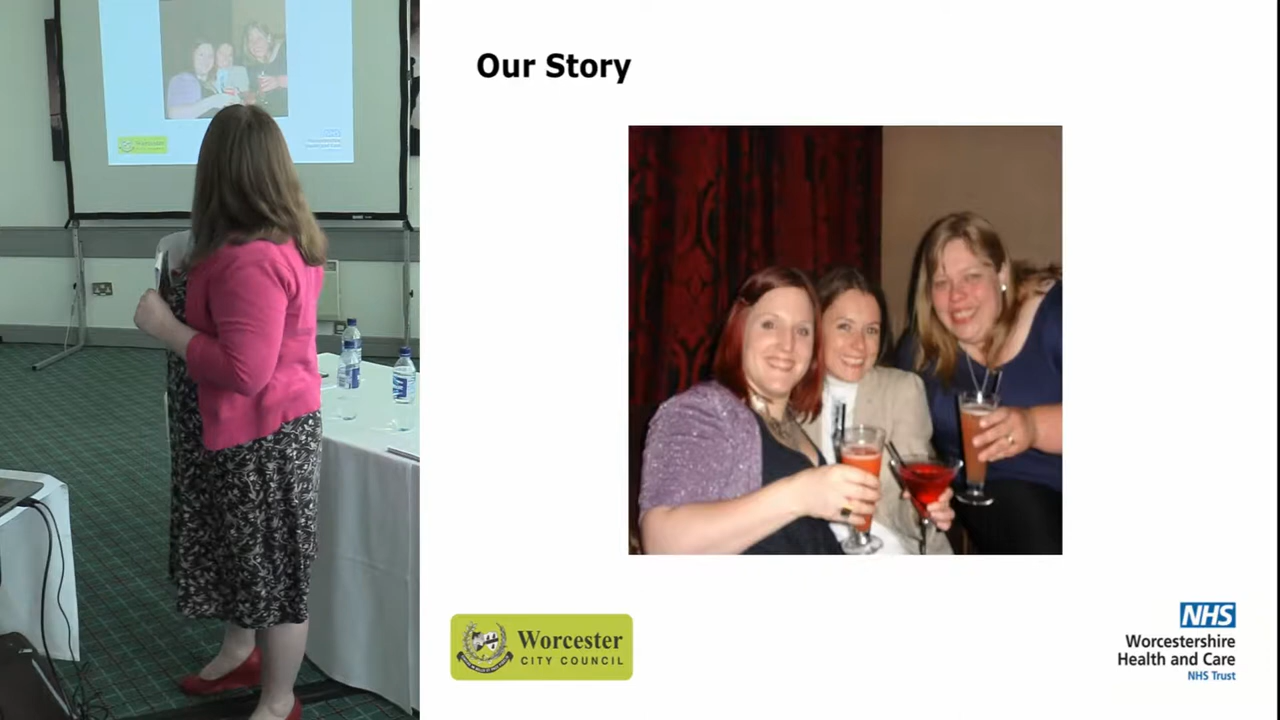 Our Story
Worcester
CITY COUNCIL
NHS
Worcestershire
Health and Care
NHS Trust